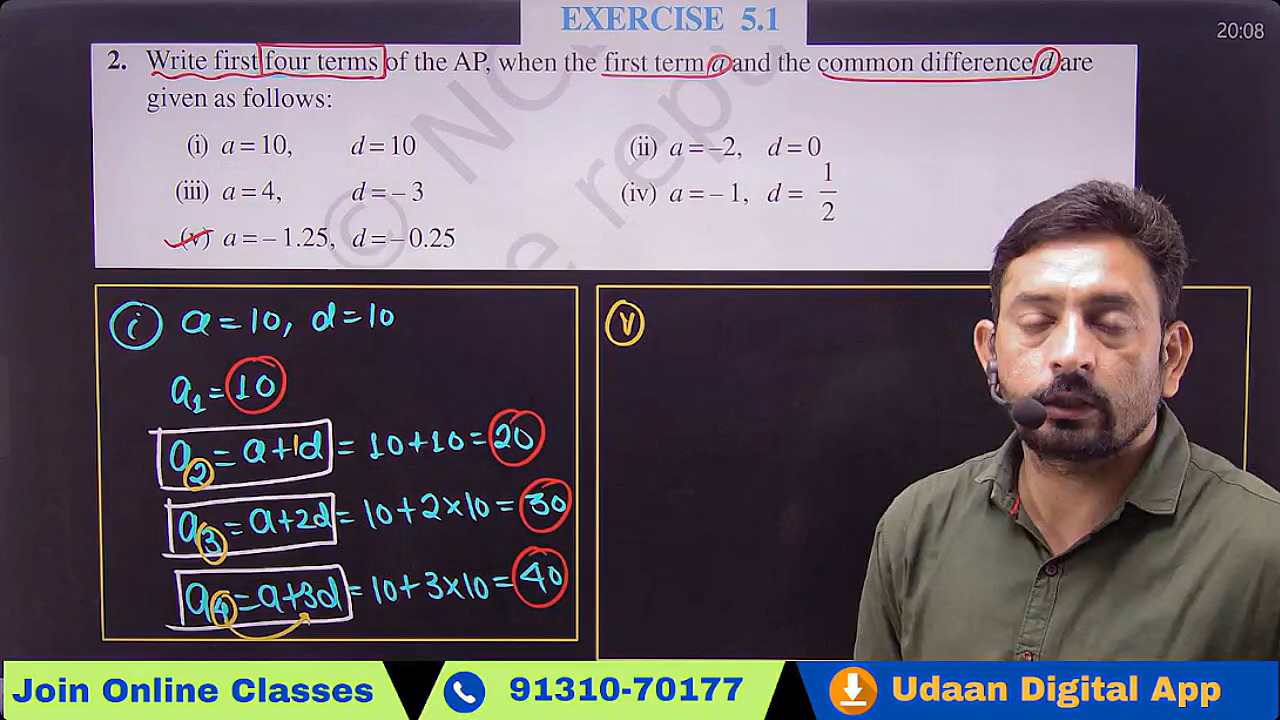 EXERCISE 5.1
20:08
2. Write first four terms of the AP, when the first term a and the common difference d are
given as follows:
(i) a = 10, d = 10 (ii) a = –2, d = 0
(iii) a = 4, d = – 3 (iv) a = – 1, d = 1/2
(v) a = – 1.25, d = – 0.25
i a = 10, d = 10
a₁ = 10
a₂ = a + 1d = 10 + 10 = 20
a₃ = a + 2d = 10 + 2 × 10 = 30
a₄ = a + 3d = 10 + 3 × 10 = 40
v
© NC
e repu
Join Online Classes 91310-70177 Udaan Digital App